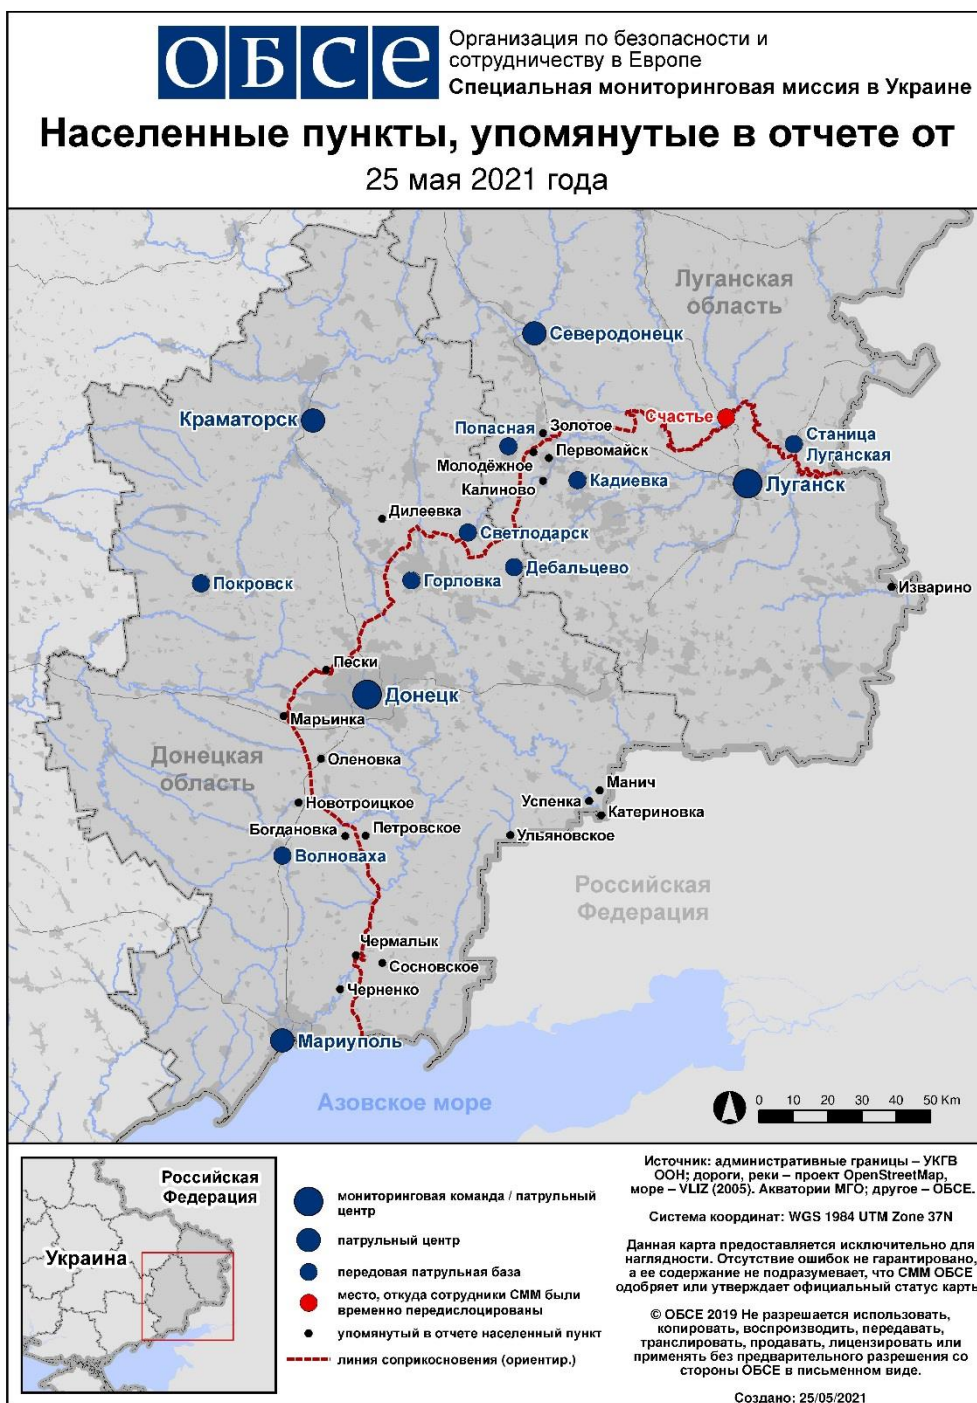 ОБСЕ
Организация по безопасности и
сотрудничеству в Европе
Специальная мониторинговая миссия в Украине
Населенные пункты, упомянутые в отчете от
25 мая 2021 года
Луганская
область
Северодонецк
Краматорск
Счастье
Попасная
Золотое
Станица
Луганская
Первомайск
Молодёжное
Калиново
Кадиевка
Луганск
Дилеевка
Светлодарск
Дебальцево
Горловка
Покровск
Изварино
Пески
Донецк
Марьинка
Донецкая
область
Оленовка
Манич
Успенка
Новотроицкое
Катериновка
Богдановка
Петровское
Ульяновское
Волноваха
Российская
Федерация
Чермалык
Сосновское
Черненко
Мариуполь
Азовское море
0 10 20 30 40 50 Km
Российская
Федерация
Украина
мониторинговая команда / патрульный
центр
патрульный центр
передовая патрульная база
место, откуда сотрудники СММ были
временно передислоцированы
упомянутый в отчете населенный пункт
линия соприкосновения (ориентир.)
Источник: административные границы – УКГВ
ООН; дороги, реки – проект OpenStreetMap,
море – VLIZ (2005). Акватории МГО; другое – ОБСЕ.
Система координат: WGS 1984 UTM Zone 37N
Данная карта предоставляется исключительно для
наглядности. Отсутствие ошибок не гарантировано,
а ее содержание не подразумевает, что СММ ОБСЕ
одобряет или утверждает официальный статус карты
© ОБСЕ 2019 Не разрешается использовать,
копировать, воспроизводить, передавать,
транслировать, продавать, лицензировать или
применять без предварительного разрешения со
стороны ОБСЕ в письменном виде.
Создано: 25/05/2021